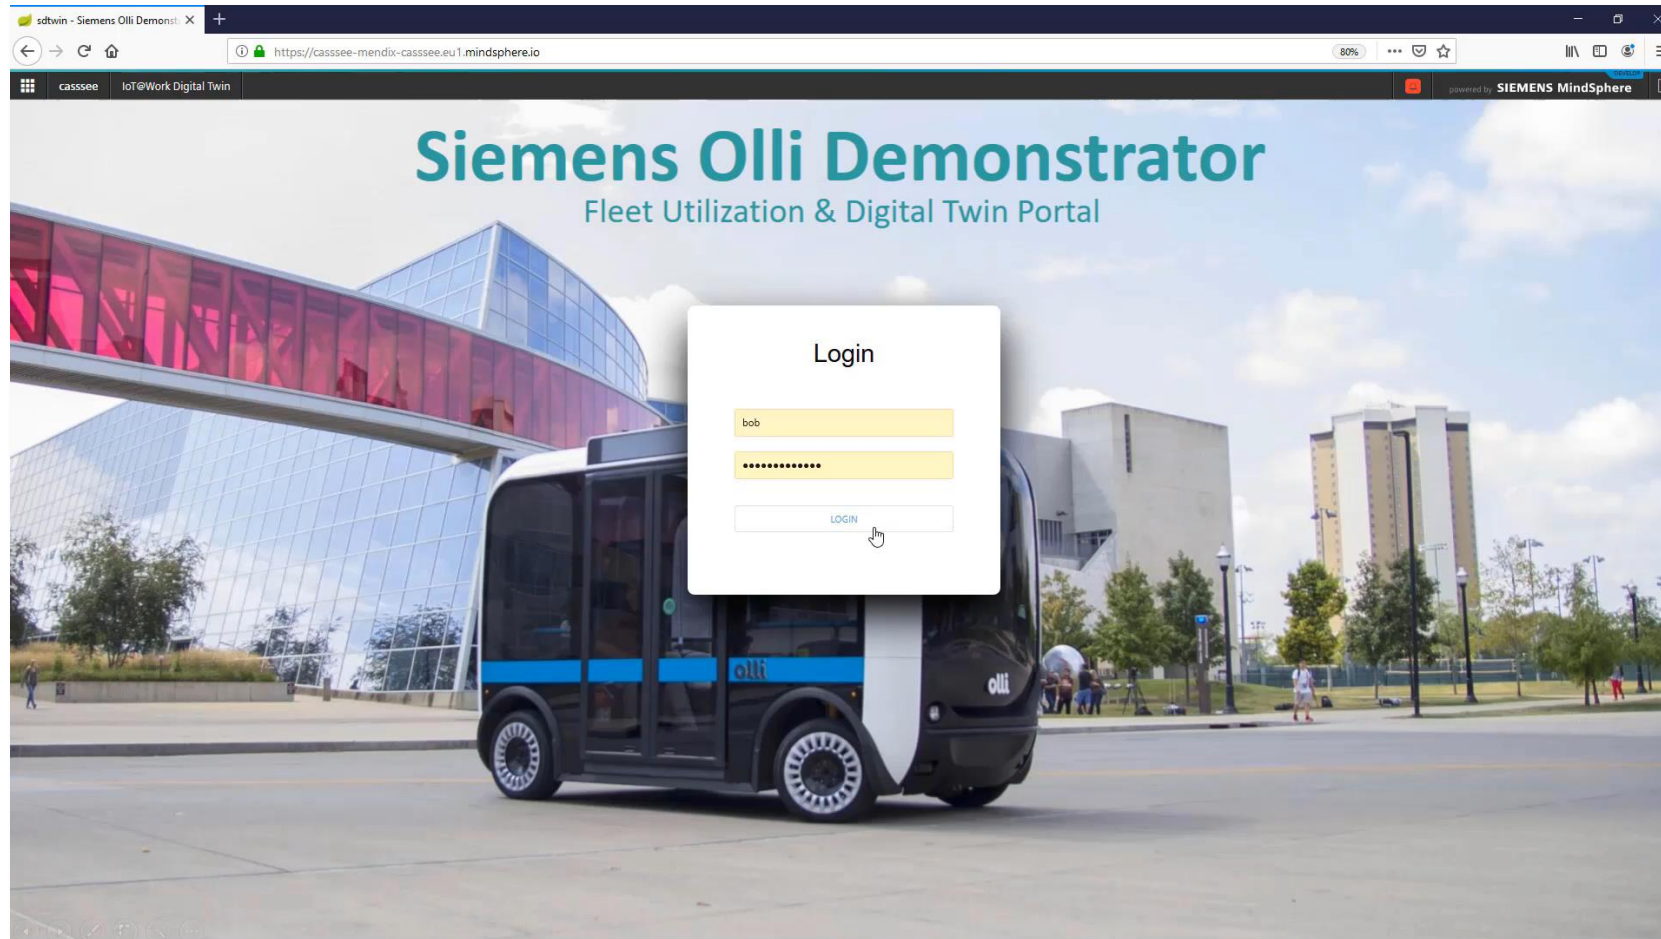 sdtwin - Siemens Olli Demonst
https://casssee-mendix-casssee.eu1.mindsphere.io
80%
casssee
IoT@Work Digital Twin
DEVELOP
powered by SIEMENS MindSphere
Siemens Olli Demonstrator
Fleet Utilization & Digital Twin Portal
Login
bob
•••••••••••••
LOGIN
olli
olli